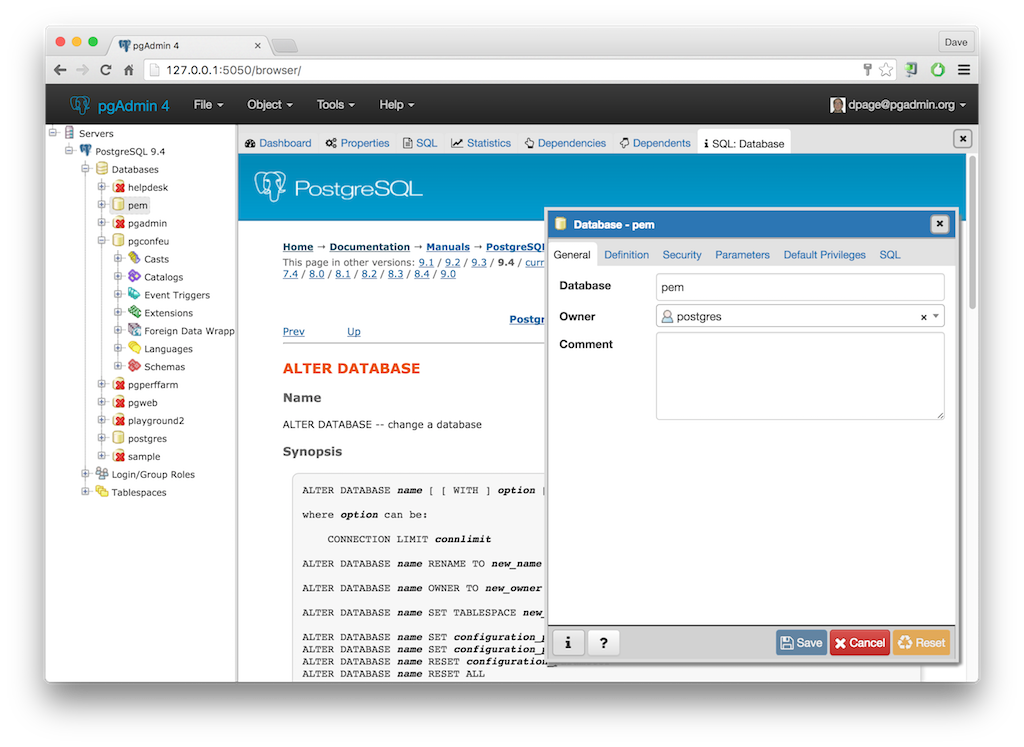 pgAdmin 4
Dave
127.0.0.1:5050/browser/
pgAdmin 4 File Object Tools Help dpage@pgadmin.org
Servers
PostgreSQL 9.4
Databases
helpdesk
pem
pgadmin
pgconfeu
Casts
Catalogs
Event Triggers
Extensions
Foreign Data Wrapp
Languages
Schemas
pgperffarm
pgweb
playground2
postgres
sample
Login/Group Roles
Tablespaces
Dashboard Properties SQL Statistics Dependencies Dependents SQL: Database
PostgreSQL
Home → Documentation → Manuals → PostgreSQL
This page in other versions: 9.1 / 9.2 / 9.3 / 9.4 / curr
7.4 / 8.0 / 8.1 / 8.2 / 8.3 / 8.4 / 9.0
Postgr
Prev Up
ALTER DATABASE
Name
ALTER DATABASE -- change a database
Synopsis
ALTER DATABASE name [ [ WITH ] option [
where option can be:
CONNECTION LIMIT connlimit
ALTER DATABASE name RENAME TO new_name
ALTER DATABASE name OWNER TO new_owner
ALTER DATABASE name SET TABLESPACE new_
ALTER DATABASE name SET configuration_p
ALTER DATABASE name SET configuration_p
ALTER DATABASE name RESET configuration_
ALTER DATABASE name RESET ALL
Database - pem
General Definition Security Parameters Default Privileges SQL
Database pem
Owner postgres
Comment
i ? Save Cancel Reset